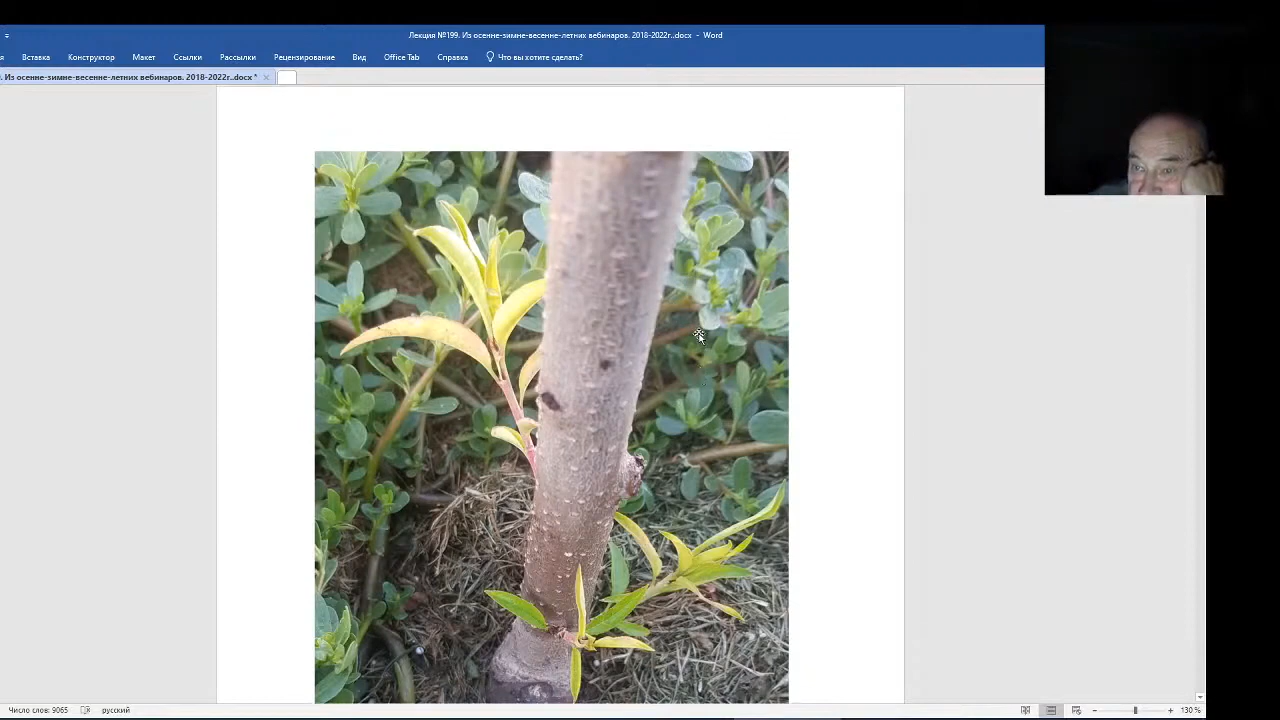 Лекция №199. Из осенне-зимне-весенне-летних вебинаров. 2018-2022г..docx - Word
я Вставка Конструктор Макет Ссылки Рассылки Рецензирование Вид Office Tab Справка Что вы хотите сделать?
. Из осенне-зимне-весенне-летних вебинаров. 2018-2022г..docx *
Число слов: 9065 русский 130 %